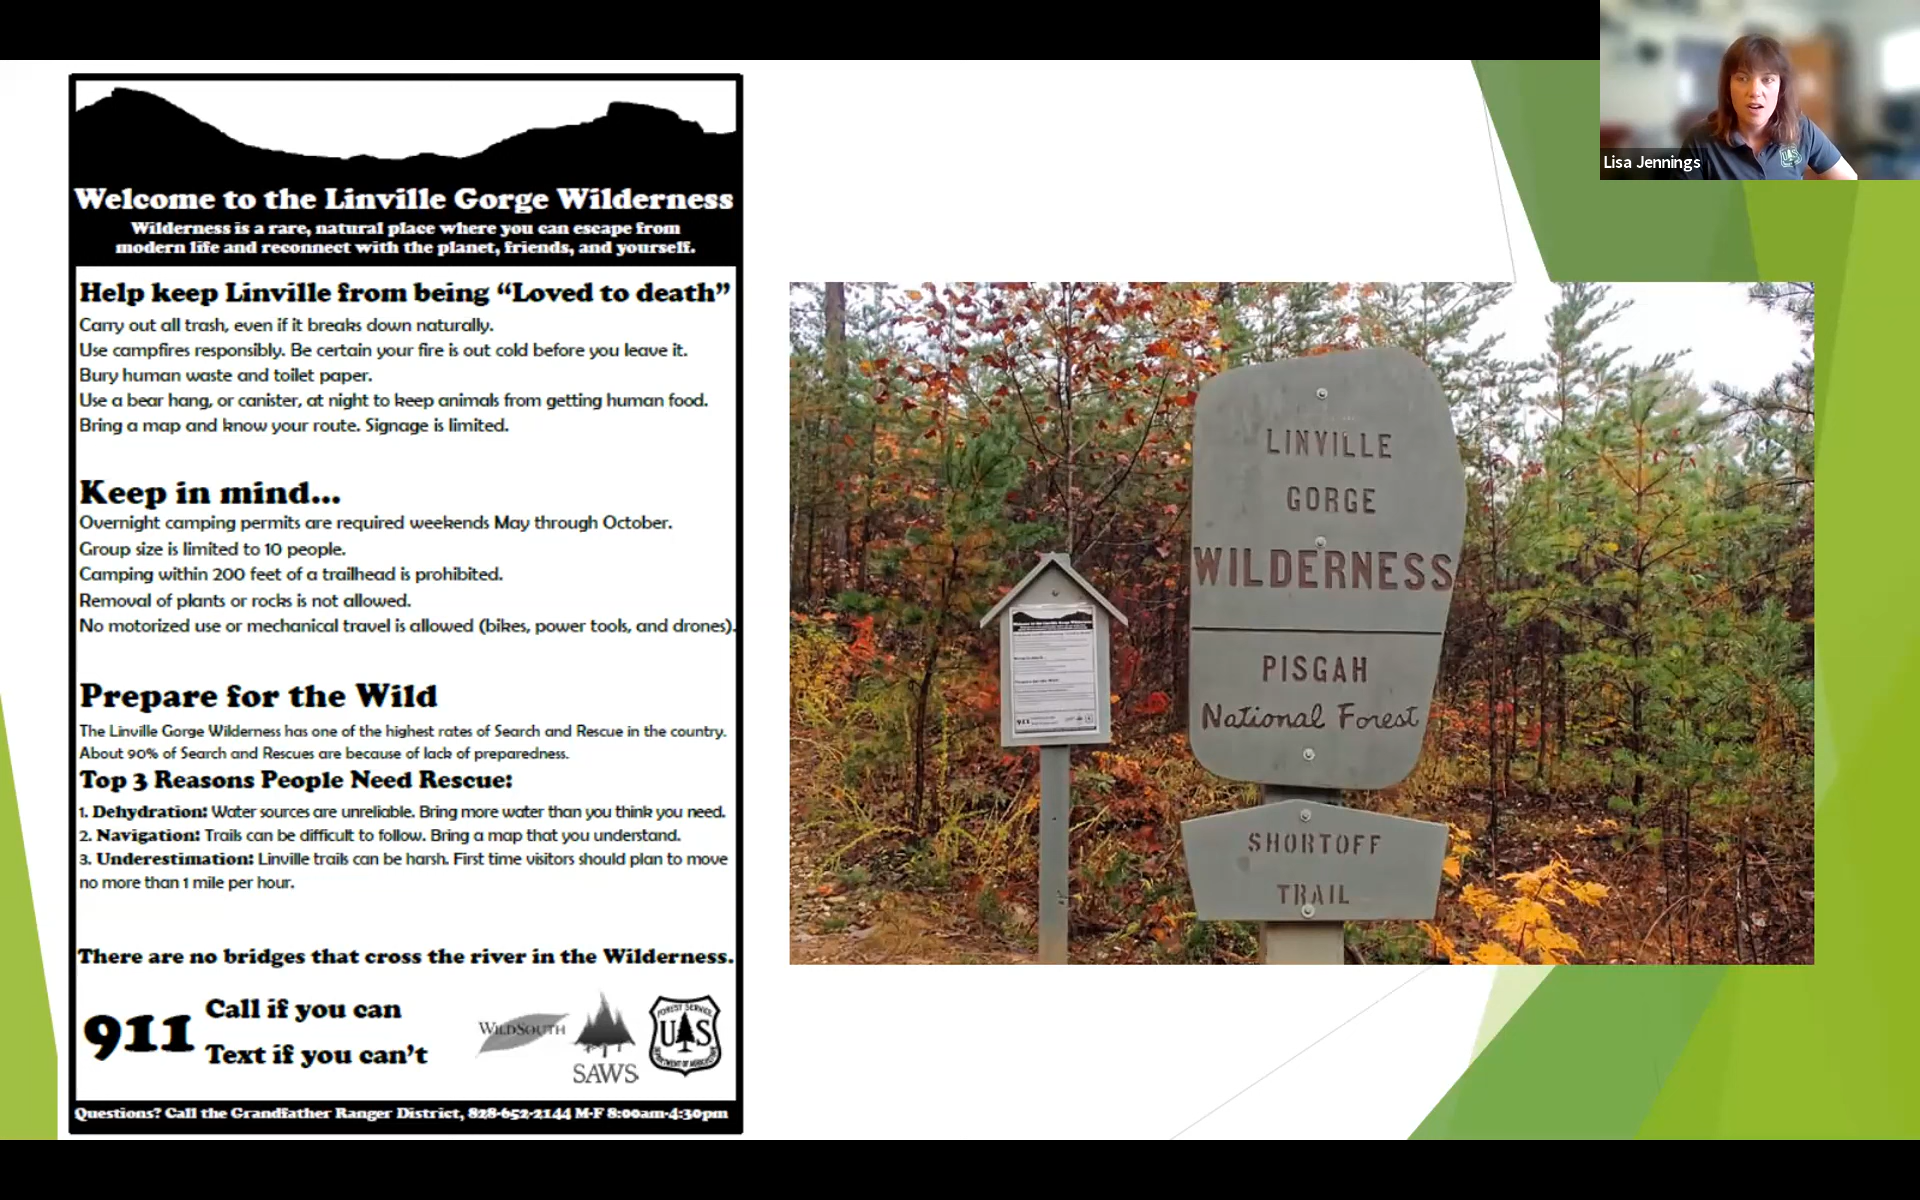 Welcome to the Linville Gorge Wilderness
Wilderness is a rare, natural place where you can escape from
modern life and reconnect with the planet, friends, and yourself.
Help keep Linville from being “Loved to death”
Carry out all trash, even if it breaks down naturally.
Use campfires responsibly. Be certain your fire is out cold before you leave it.
Bury human waste and toilet paper.
Use a bear hang, or canister, at night to keep animals from getting human food.
Bring a map and know your route. Signage is limited.
Keep in mind...
Overnight camping permits are required weekends May through October.
Group size is limited to 10 people.
Camping within 200 feet of a trailhead is prohibited.
Removal of plants or rocks is not allowed.
No motorized use or mechanical travel is allowed (bikes, power tools, and drones).
Prepare for the Wild
The Linville Gorge Wilderness has one of the highest rates of Search and Rescue in the country.
About 90% of Search and Rescues are because of lack of preparedness.
Top 3 Reasons People Need Rescue:
1. Dehydration: Water sources are unreliable. Bring more water than you think you need.
2. Navigation: Trails can be difficult to follow. Bring a map that you understand.
3. Underestimation: Linville trails can be harsh. First time visitors should plan to move
no more than 1 mile per hour.
There are no bridges that cross the river in the Wilderness.
911
Call if you can
Text if you can’t
WILDSOUTH
SAWS
FOREST SERVICE
US
DEPARTMENT OF AGRICULTURE
Questions? Call the Grandfather Ranger District, 828-652-2144 M-F 8:00am-4:30pm
LINVILLE
GORGE
WILDERNESS
PISGAH
National Forest
SHORTOFF
TRAIL
911
Lisa Jennings
US